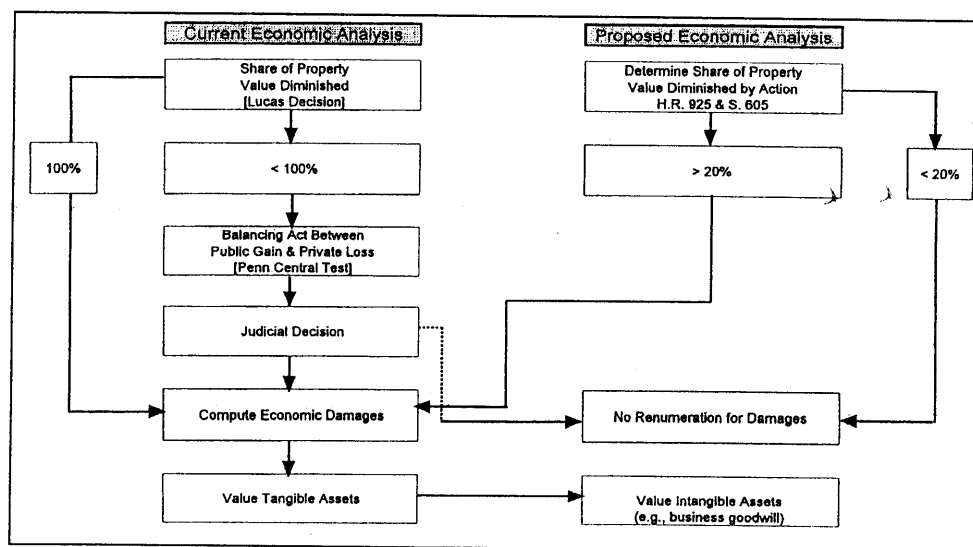 Current Economic Analysis
Proposed Economic Analysis
Share of Property
Value Diminished
[Lucas Decision]
Determine Share of Property
Value Diminished by Action
H.R. 925 & S. 605
100%
< 100%
> 20%
< 20%
Balancing Act Between
Public Gain & Private Loss
[Penn Central Test]
Judicial Decision
Compute Economic Damages
No Renumeration for Damages
Value Tangible Assets
Value Intangible Assets
(e.g., business goodwill)